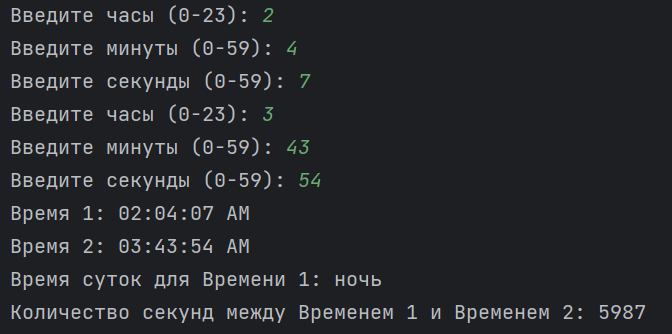 Введите часы (0-23): 2
Введите минуты (0-59): 4
Введите секунды (0-59): 7
Введите часы (0-23): 3
Введите минуты (0-59): 43
Введите секунды (0-59): 54
Время 1: 02:04:07 AM
Время 2: 03:43:54 AM
Время суток для Времени 1: ночь
Количество секунд между Временем 1 и Временем 2: 5987